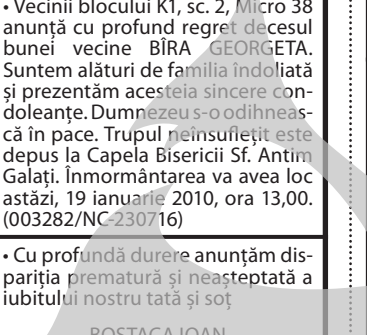 • Vecinii blocului K1, sc. 2, Micro 38
anunță cu profund regret decesul
bunei vecine BÎRA GEORGETA.
Suntem alături de familia îndoliată
și prezentăm acesteia sincere con-
doleanțe. Dumnezeu s-o odihneas-
că în pace. Trupul neînsuflețit este
depus la Capela Bisericii Sf. Antim
Galați. Înmormântarea va avea loc
astăzi, 19 ianuarie 2010, ora 13,00.
(003282/NC-230716)
• Cu profundă durere anunțăm dis-
pariția prematură și neașteptată a
iubitului nostru tată și soț